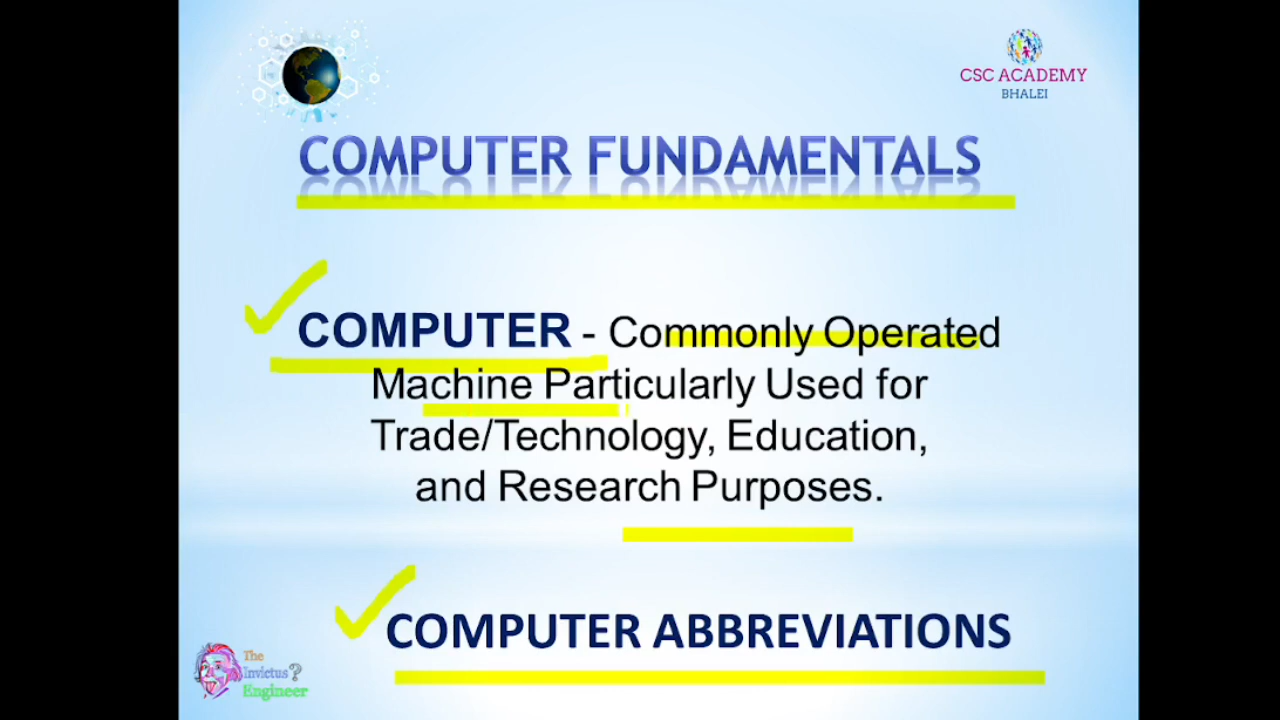 CSC ACADEMY
BHALEI
COMPUTER FUNDAMENTALS
COMPUTER - Commonly Operated
Machine Particularly Used for
Trade/Technology, Education,
and Research Purposes.
COMPUTER ABBREVIATIONS
The
Invictus?
Engineer